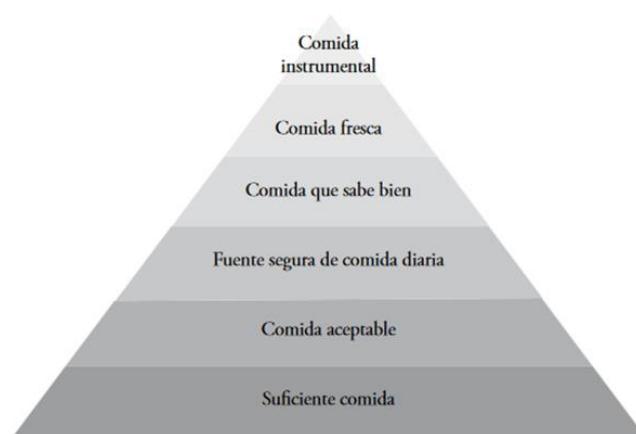 Comida
instrumental
Comida fresca
Comida que sabe bien
Fuente segura de comida diaria
Comida aceptable
Suficiente comida